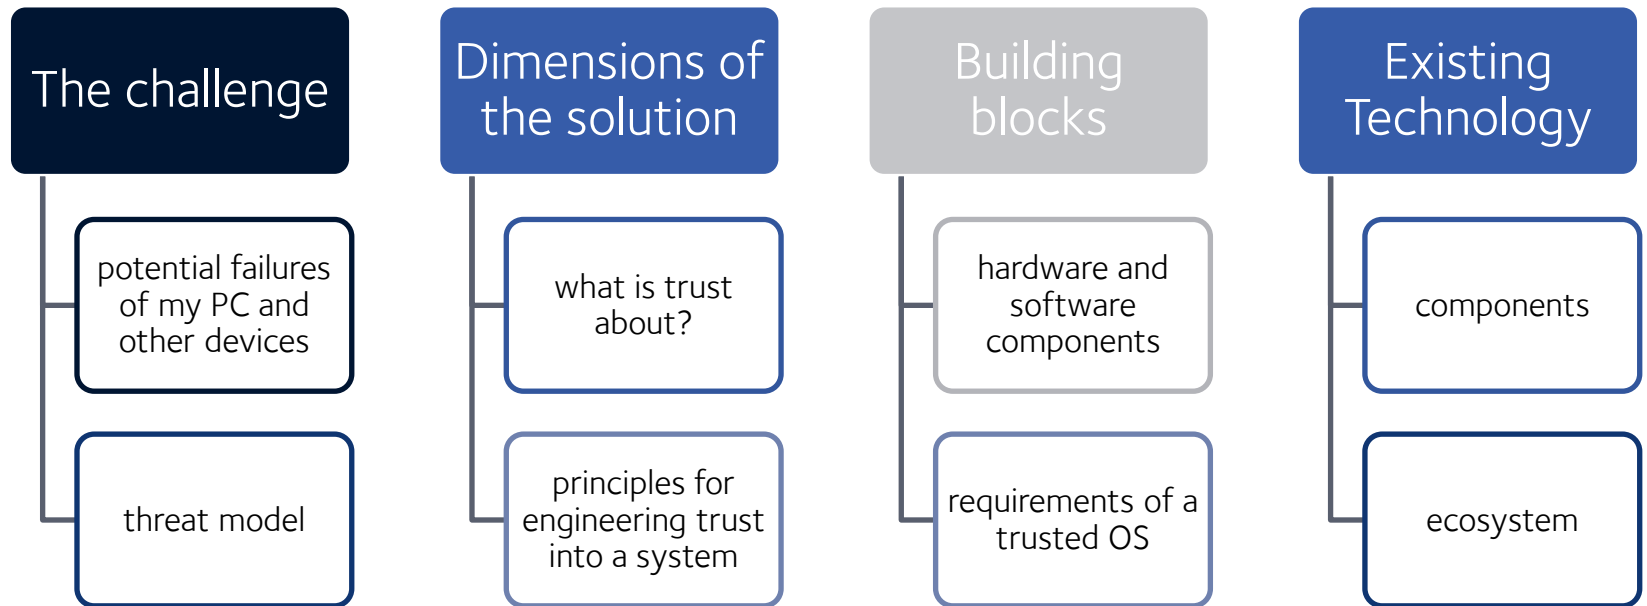 The challenge
potential failures
of my PC and
other devices
threat model
Dimensions of
the solution
what is trust
about?
principles for
engineering trust
into a system
Building
blocks
hardware and
software
components
requirements of a
trusted OS
Existing
Technology
components
ecosystem